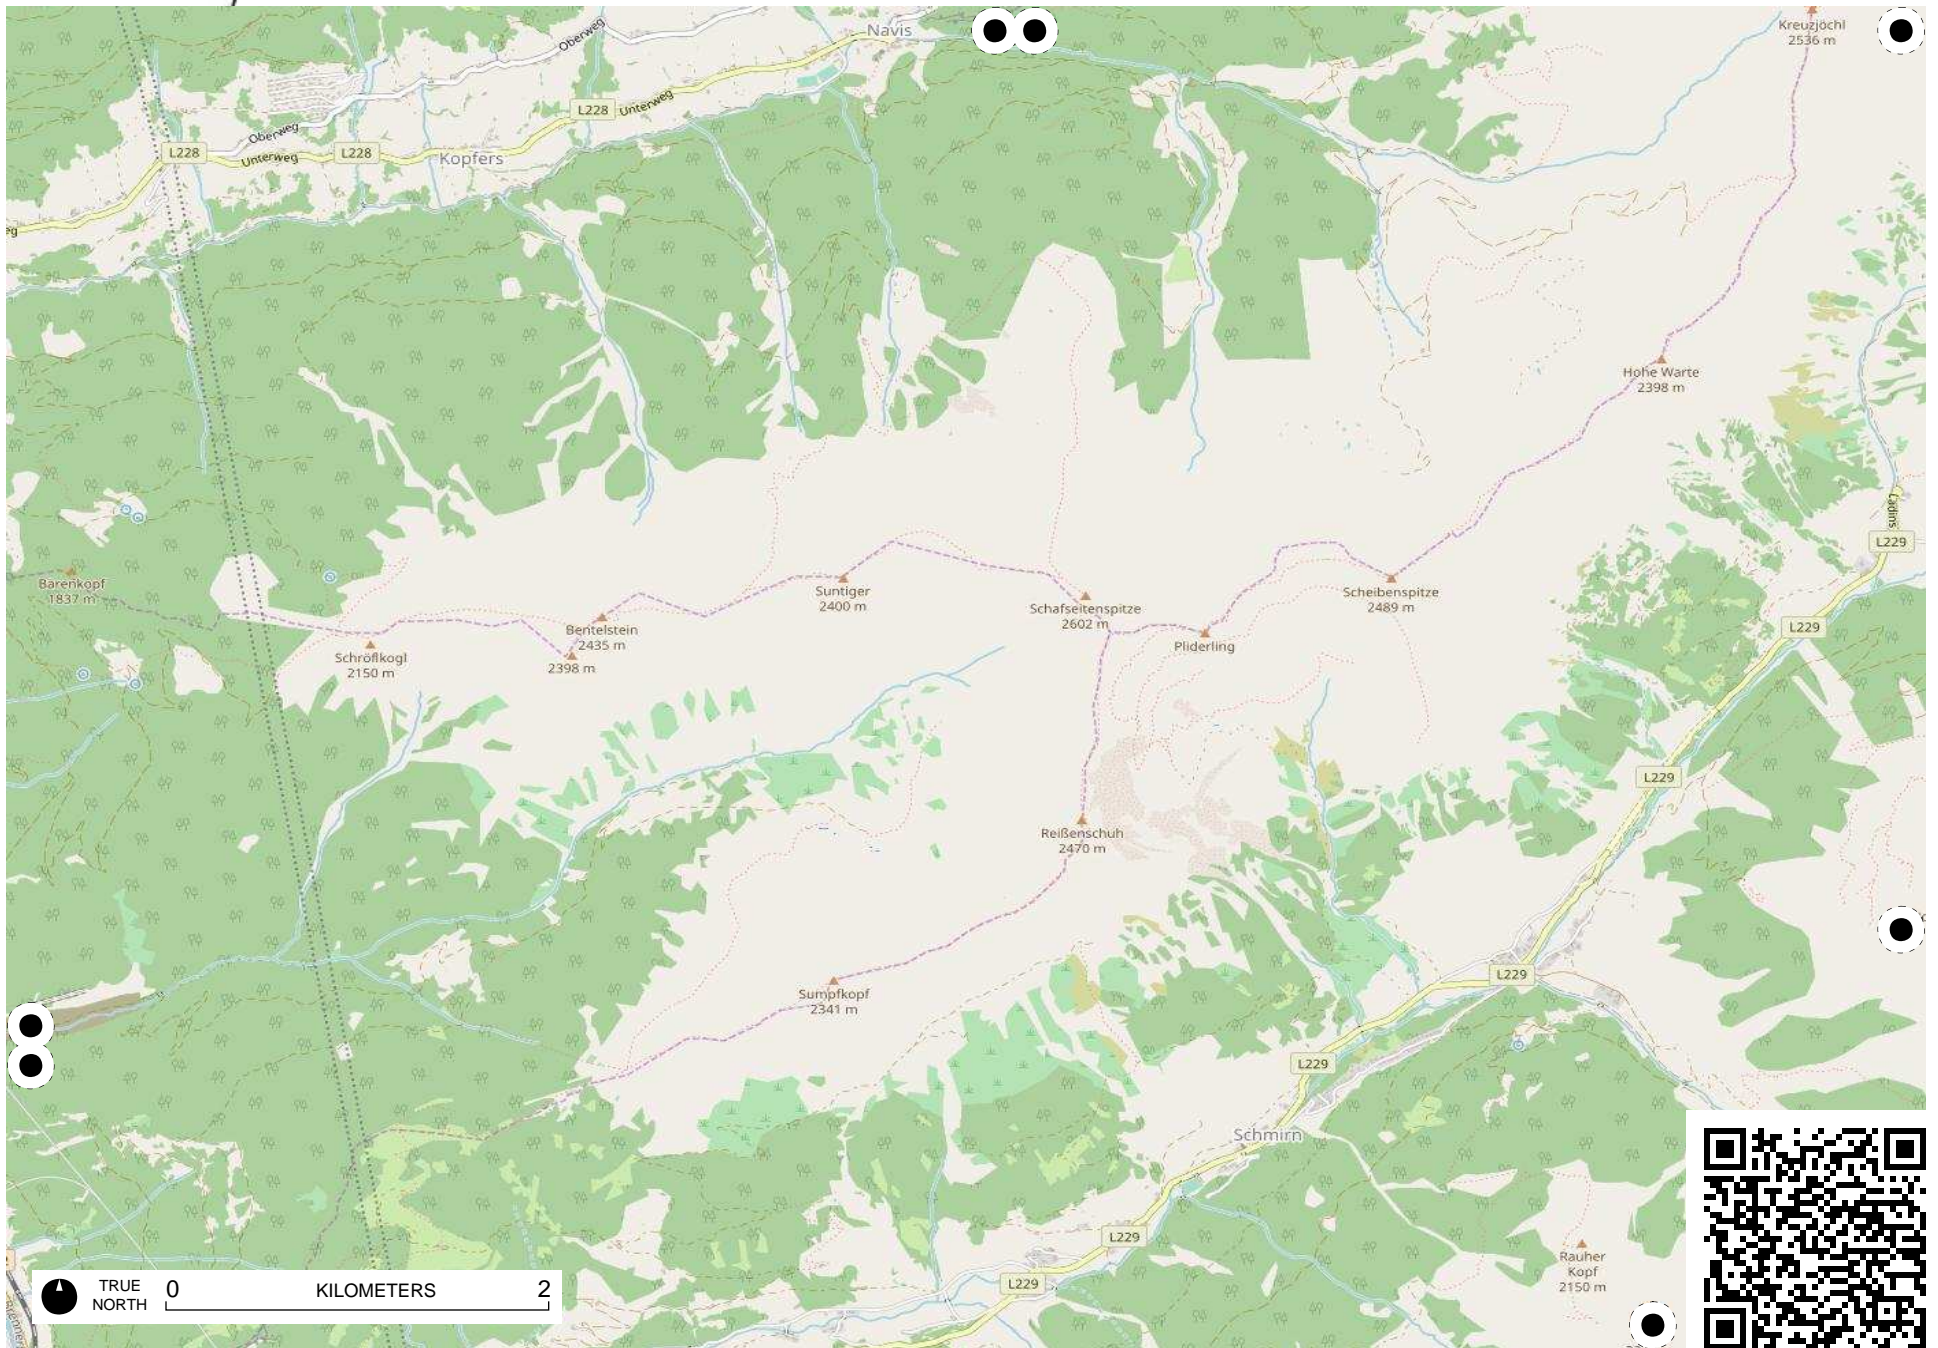 Navis
Oberweg
Kreuzjöchl
2536 m
L228
Unterweg
Oberweg
L228
Unterweg
L228
Kopfers
eg
Hohe Warte
2398 m
L229
Bärenkopf
1837 m
Suntiger
2400 m
Scheibenspitze
2489 m
Schafseitenspitze
2602 m
Bentelstein
2435 m
L229
Pliderling
Schröflkogl
2150 m
2398 m
L229
Reißenschuh
2470 m
L229
Sumpfkopf
2341 m
L229
Schmirn
L229
Rauher
Kopf
2150 m
L229
TRUE
NORTH
0
KILOMETERS
2
Brenner